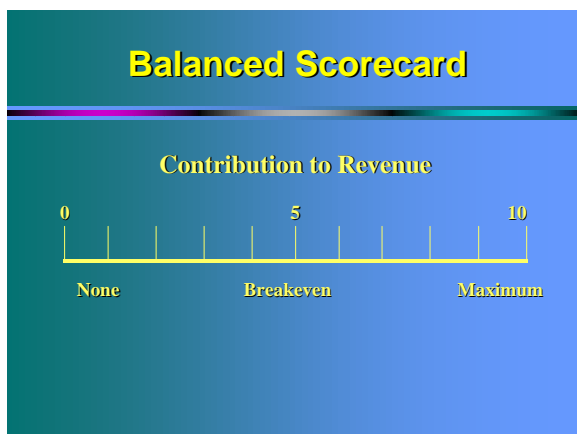 Balanced Scorecard
Contribution to Revenue
0 5 10
None Breakeven Maximum